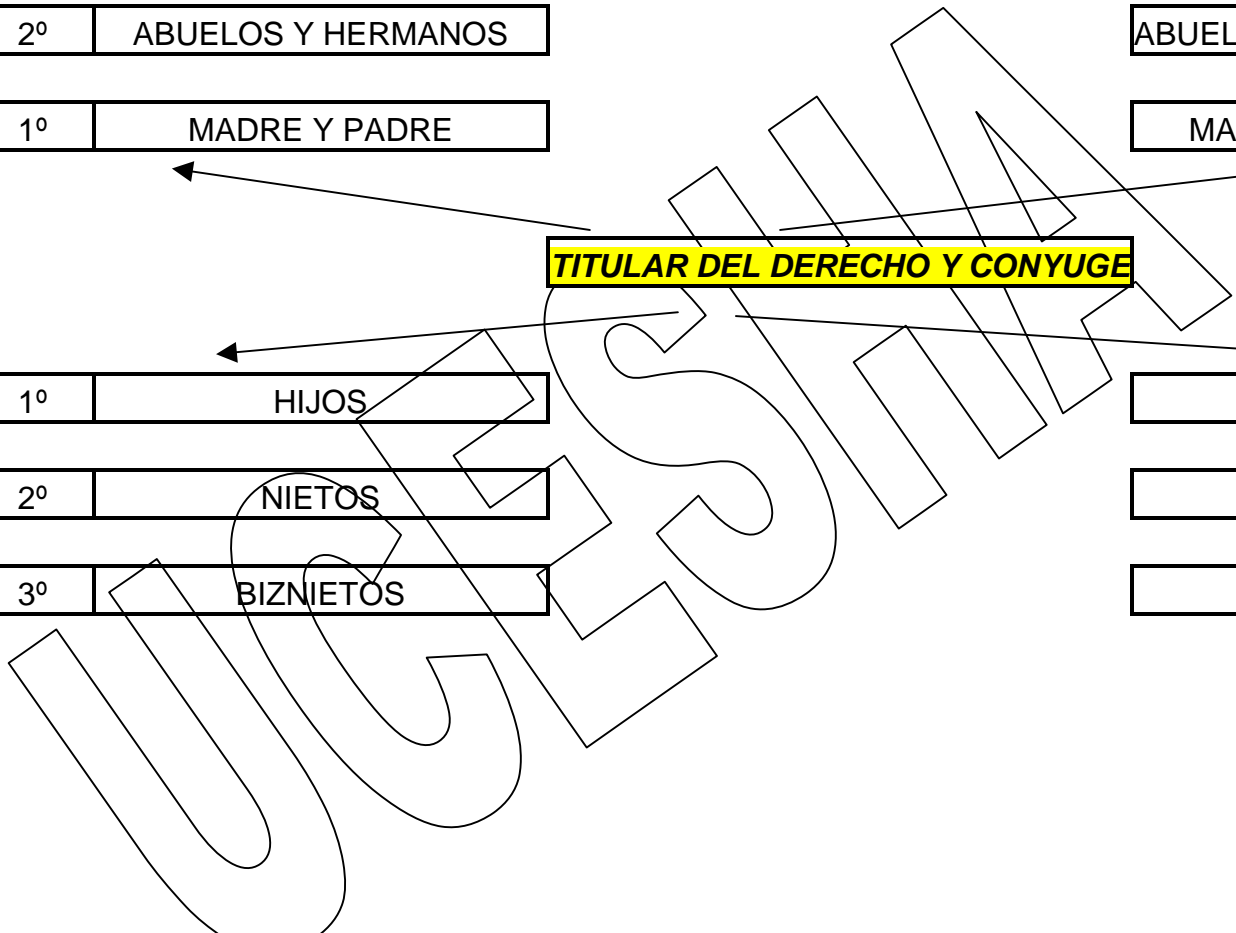 2º ABUELOS Y HERMANOS ABUEL
1º MADRE Y PADRE MA
TITULAR DEL DERECHO Y CONYUGE
1º HIJOS
2º NIETOS
3º BIZNIETOS
UCESHA